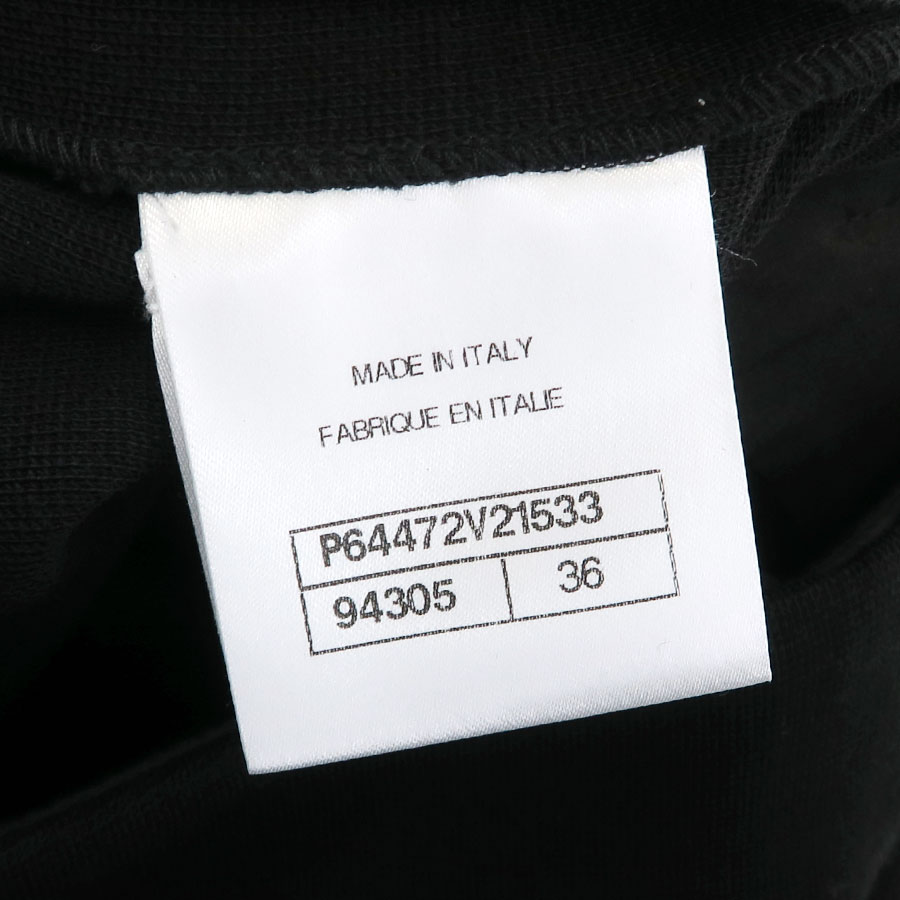 MADE IN ITALY
FABRIQUE EN ITALIE
P64472V21533
94305 36